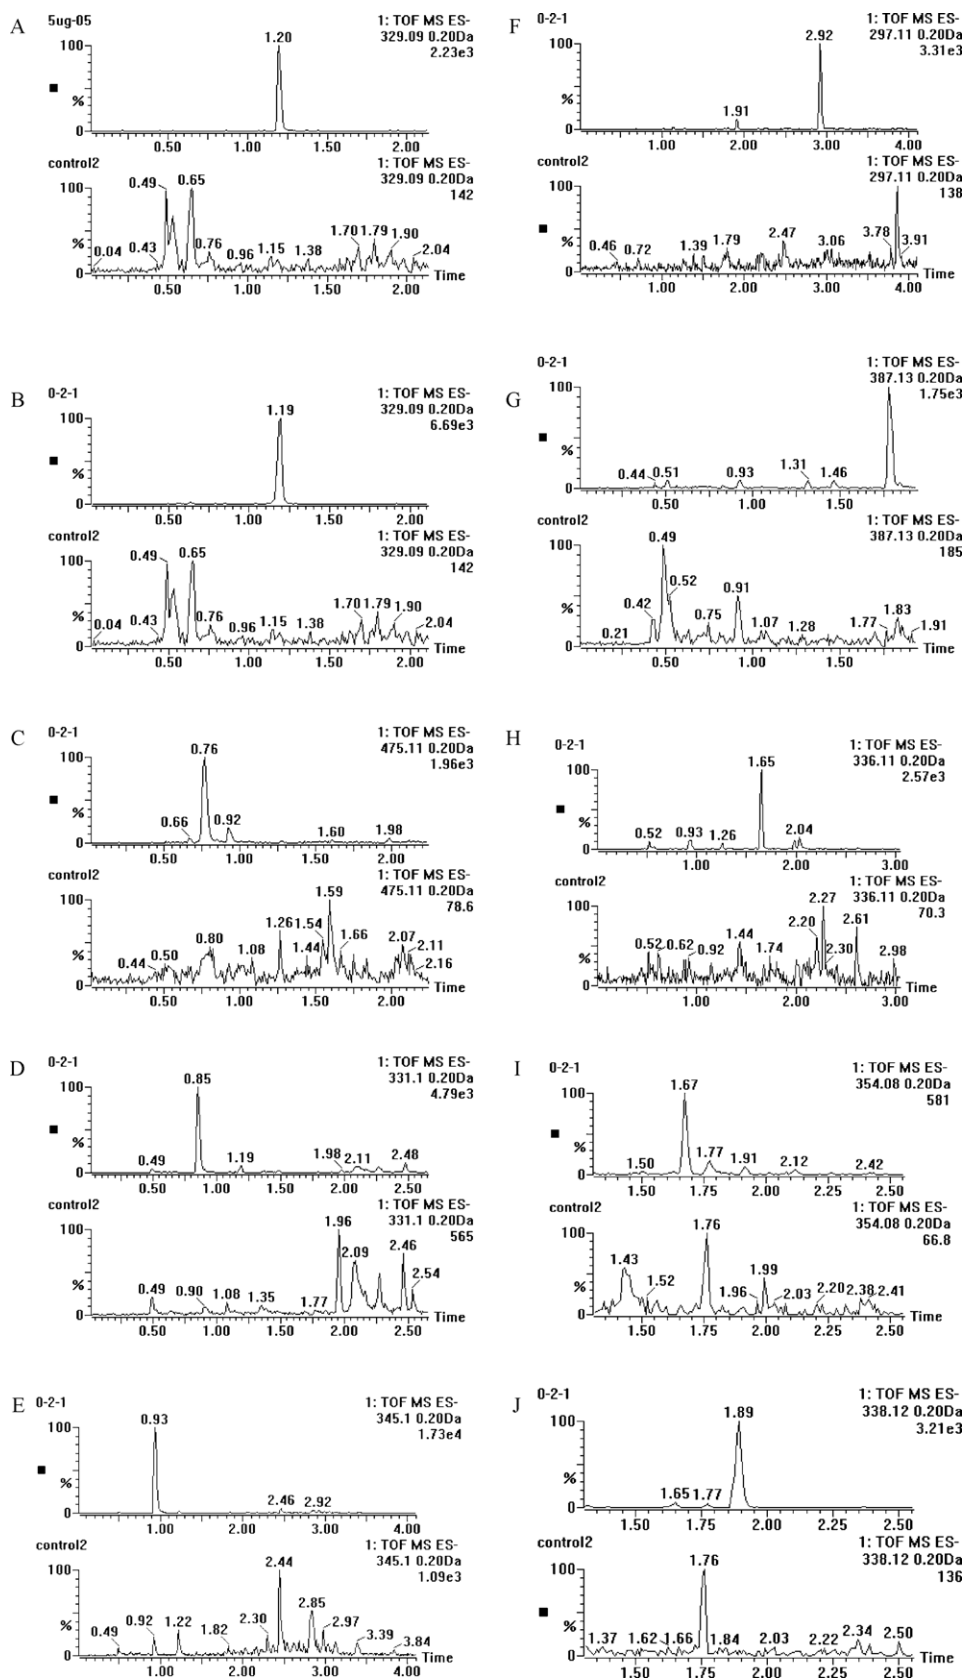 A
5ug-05
1: TOF MS ES-
329.09 0.20Da
2.23e3
1.20
100
%
0
0.50 1.00 1.50 2.00
control2
1: TOF MS ES-
329.09 0.20Da
142
100
%
0
0.04 0.43 0.49 0.65 0.76 0.96 1.15 1.38 1.70 1.79 1.90 2.04
Time
0.50 1.00 1.50 2.00
B
0-2-1
1: TOF MS ES-
329.09 0.20Da
6.69e3
1.19
100
%
0
0.50 1.00 1.50 2.00
control2
1: TOF MS ES-
329.09 0.20Da
142
100
%
0
0.04 0.43 0.49 0.65 0.76 0.96 1.15 1.38 1.70 1.79 1.90 2.04
Time
0.50 1.00 1.50 2.00
C
0-2-1
1: TOF MS ES-
475.11 0.20Da
1.96e3
100
%
0
0.66 0.76 0.92 1.60 1.98
0.50 1.00 1.50 2.00
control2
1: TOF MS ES-
475.11 0.20Da
78.6
100
%
0
0.44 0.50 0.80 1.08 1.26 1.44 1.54 1.59 1.66 2.07 2.11 2.16
Time
0.50 1.00 1.50 2.00
D
0-2-1
1: TOF MS ES-
331.1 0.20Da
4.79e3
100
%
0
0.49 0.85 1.19 1.98 2.11 2.48
0.50 1.00 1.50 2.00 2.50
control2
1: TOF MS ES-
331.1 0.20Da
565
100
%
0
0.49 0.90 1.08 1.35 1.77 1.96 2.09 2.46 2.54
Time
0.50 1.00 1.50 2.00 2.50
E
0-2-1
1: TOF MS ES-
345.1 0.20Da
1.73e4
100
%
0
0.93 2.46 2.92
1.00 2.00 3.00 4.00
control2
1: TOF MS ES-
345.1 0.20Da
1.09e3
100
%
0
0.49 0.92 1.22 1.82 2.30 2.44 2.85 2.97 3.39 3.84
Time
1.00 2.00 3.00 4.00
F
0-2-1
1: TOF MS ES-
297.11 0.20Da
3.31e3
100
%
0
1.91 2.92
1.00 2.00 3.00 4.00
control2
1: TOF MS ES-
297.11 0.20Da
138
100
%
0
0.46 0.72 1.39 1.79 2.47 3.06 3.78 3.91
Time
1.00 2.00 3.00 4.00
G
0-2-1
1: TOF MS ES-
387.13 0.20Da
1.75e3
100
%
0
0.44 0.51 0.93 1.31 1.46
0.50 1.00 1.50
control2
1: TOF MS ES-
387.13 0.20Da
185
100
%
0
0.21 0.42 0.49 0.52 0.75 0.91 1.07 1.28 1.77 1.83 1.91
Time
0.50 1.00 1.50
H
0-2-1
1: TOF MS ES-
336.11 0.20Da
2.57e3
100
%
0
0.52 0.93 1.26 1.65 2.04
1.00 2.00 3.00
control2
1: TOF MS ES-
336.11 0.20Da
70.3
100
%
0
0.52 0.62 0.92 1.44 1.74 2.20 2.27 2.30 2.61 2.98
Time
1.00 2.00 3.00
I
0-2-1
1: TOF MS ES-
354.08 0.20Da
581
100
%
0
1.50 1.67 1.77 1.91 2.12 2.42
1.50 1.75 2.00 2.25 2.50
control2
1: TOF MS ES-
354.08 0.20Da
66.8
100
%
0
1.43 1.52 1.76 1.96 1.99 2.03 2.20 2.38 2.41
Time
1.50 1.75 2.00 2.25 2.50
J
0-2-1
1: TOF MS ES-
338.12 0.20Da
3.21e3
100
%
0
1.65 1.77 1.89
1.50 1.75 2.00 2.25 2.50
control2
1: TOF MS ES-
338.12 0.20Da
136
100
%
0
1.37 1.62 1.66 1.76 1.84 2.03 2.22 2.34 2.50
Time
1.50 1.75 2.00 2.25 2.50